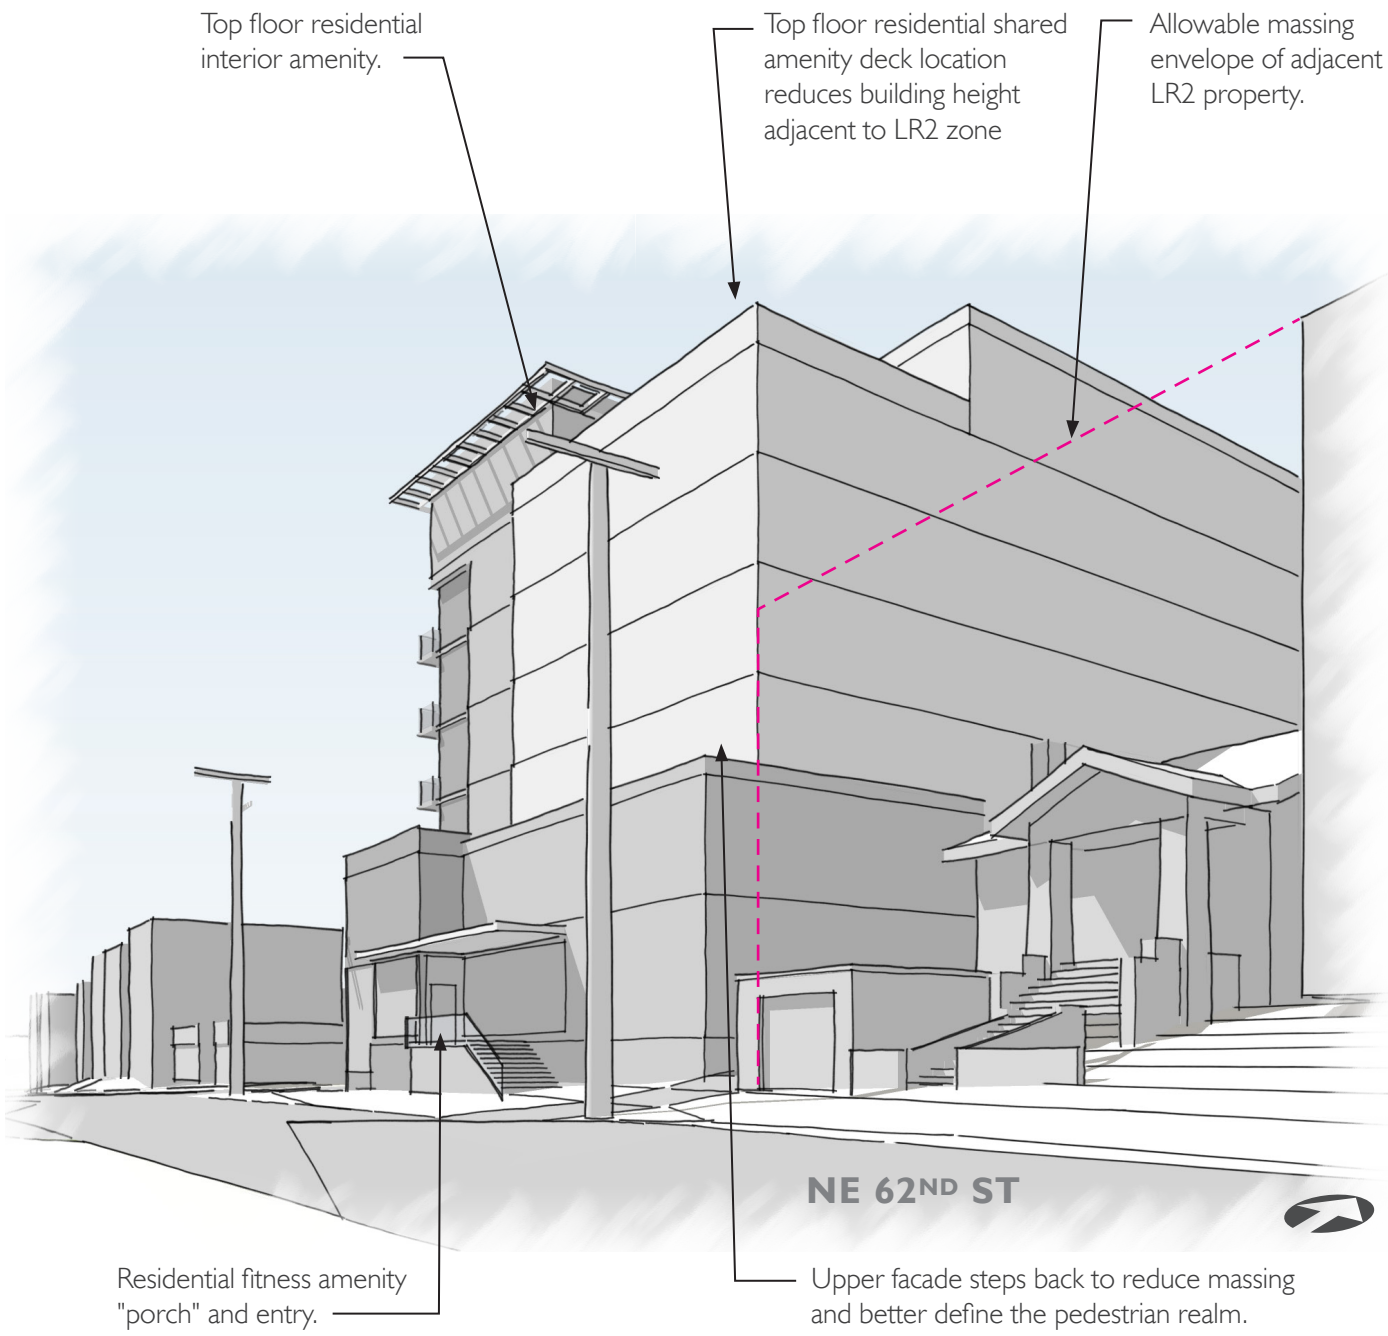 Top floor residential
interior amenity.
Top floor residential shared
amenity deck location
reduces building height
adjacent to LR2 zone
Allowable massing
envelope of adjacent
LR2 property.
NE 62ND ST
Residential fitness amenity
"porch" and entry.
Upper facade steps back to reduce massing
and better define the pedestrian realm.